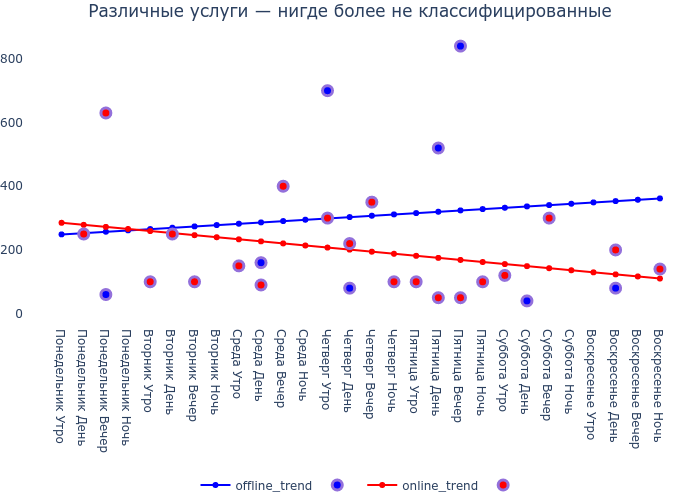 Различные услуги — нигде более не классифицированные
800
600
400
200
0
Понедельник Утро
Понедельник День
Понедельник Вечер
Понедельник Ночь
Вторник Утро
Вторник День
Вторник Вечер
Вторник Ночь
Среда Утро
Среда День
Среда Вечер
Среда Ночь
Четверг Утро
Четверг День
Четверг Вечер
Четверг Ночь
Пятница Утро
Пятница День
Пятница Вечер
Пятница Ночь
Суббота Утро
Суббота День
Суббота Вечер
Суббота Ночь
Воскресенье Утро
Воскресенье День
Воскресенье Вечер
Воскресенье Ночь
offline_trend online_trend